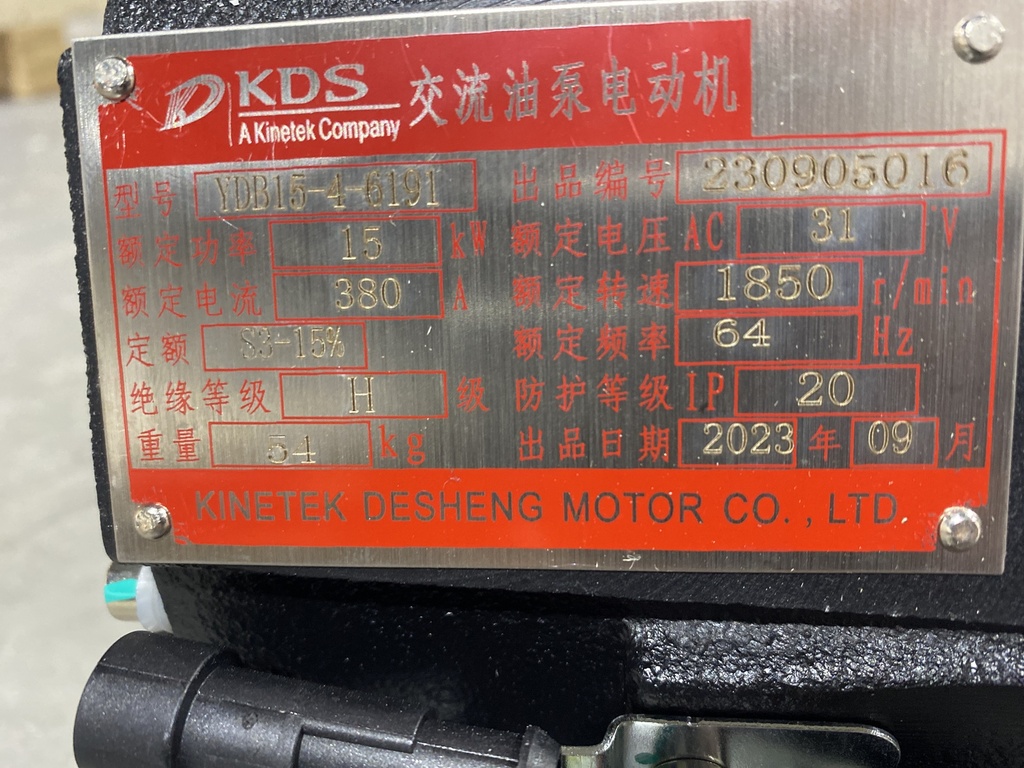 KDS
A Kinetek Company
交流油泵电动机
型号 YDB15-4-6191 出品编号 230905016
额定功率 15 kW 额定电压 AC 31 V
额定电流 380 A 额定转速 1850 r/min
定额 S3-15% 额定频率 64 Hz
绝缘等级 H 级 防护等级 IP 20
重量 54 kg 出品日期 2023 年 09 月
KINETEK DESHENG MOTOR CO., LTD.